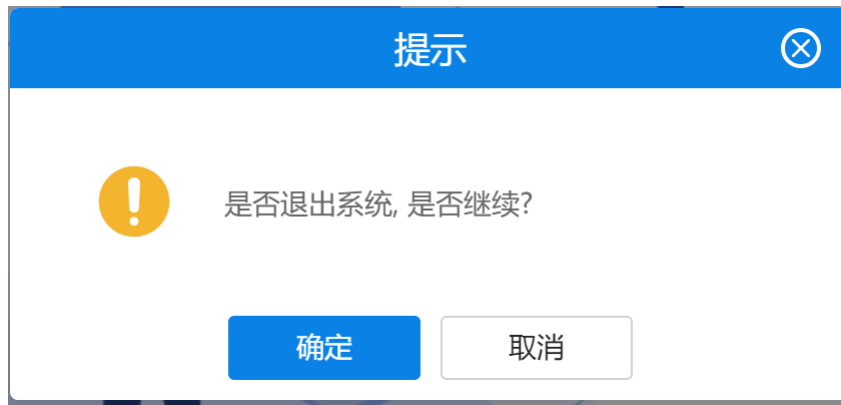 提示
是否退出系统, 是否继续?
确定
取消